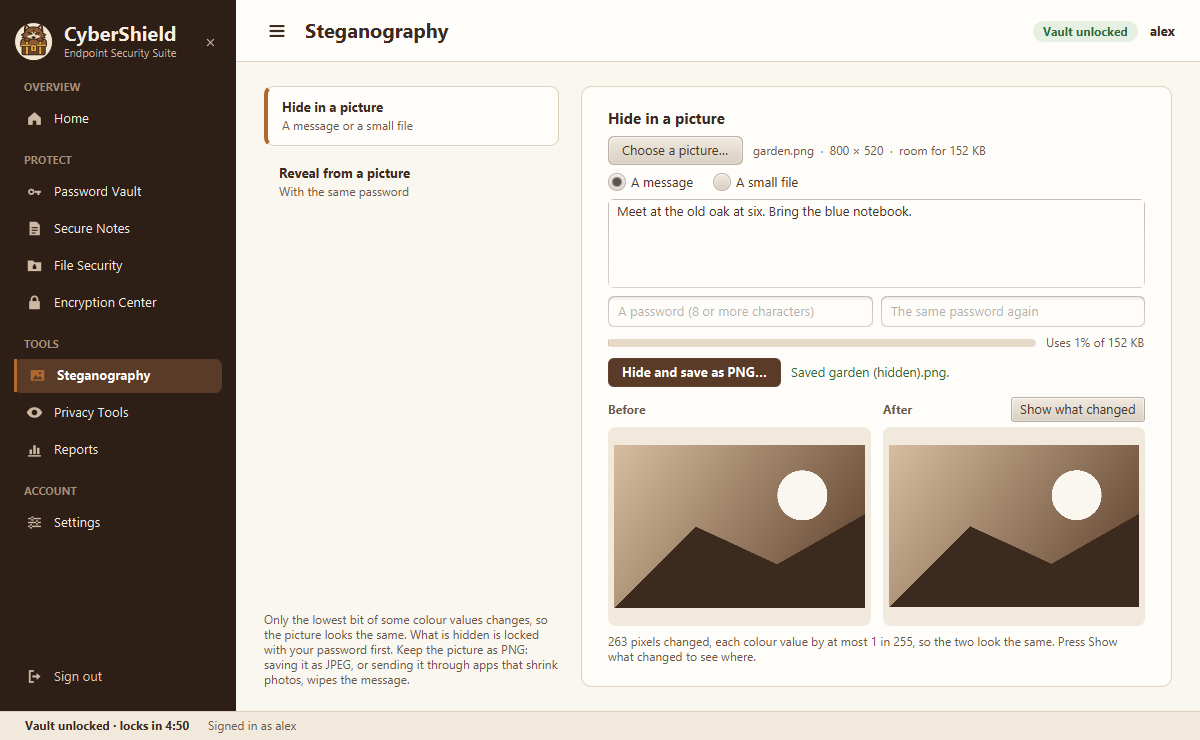 CyberShield
Endpoint Security Suite
×
OVERVIEW
Home
PROTECT
Password Vault
Secure Notes
File Security
Encryption Center
TOOLS
Steganography
Privacy Tools
Reports
ACCOUNT
Settings
Sign out
Steganography
Vault unlocked
alex
Hide in a picture
A message or a small file
Reveal from a picture
With the same password
Only the lowest bit of some colour values changes, so
the picture looks the same. What is hidden is locked
with your password first. Keep the picture as PNG:
saving it as JPEG, or sending it through apps that shrink
photos, wipes the message.
Hide in a picture
Choose a picture... garden.png · 800 × 520 · room for 152 KB
A message A small file
Meet at the old oak at six. Bring the blue notebook.
A password (8 or more characters) The same password again
Uses 1% of 152 KB
Hide and save as PNG... Saved garden (hidden).png.
Before After Show what changed
263 pixels changed, each colour value by at most 1 in 255, so the two look the same. Press Show
what changed to see where.
Vault unlocked · locks in 4:50 Signed in as alex